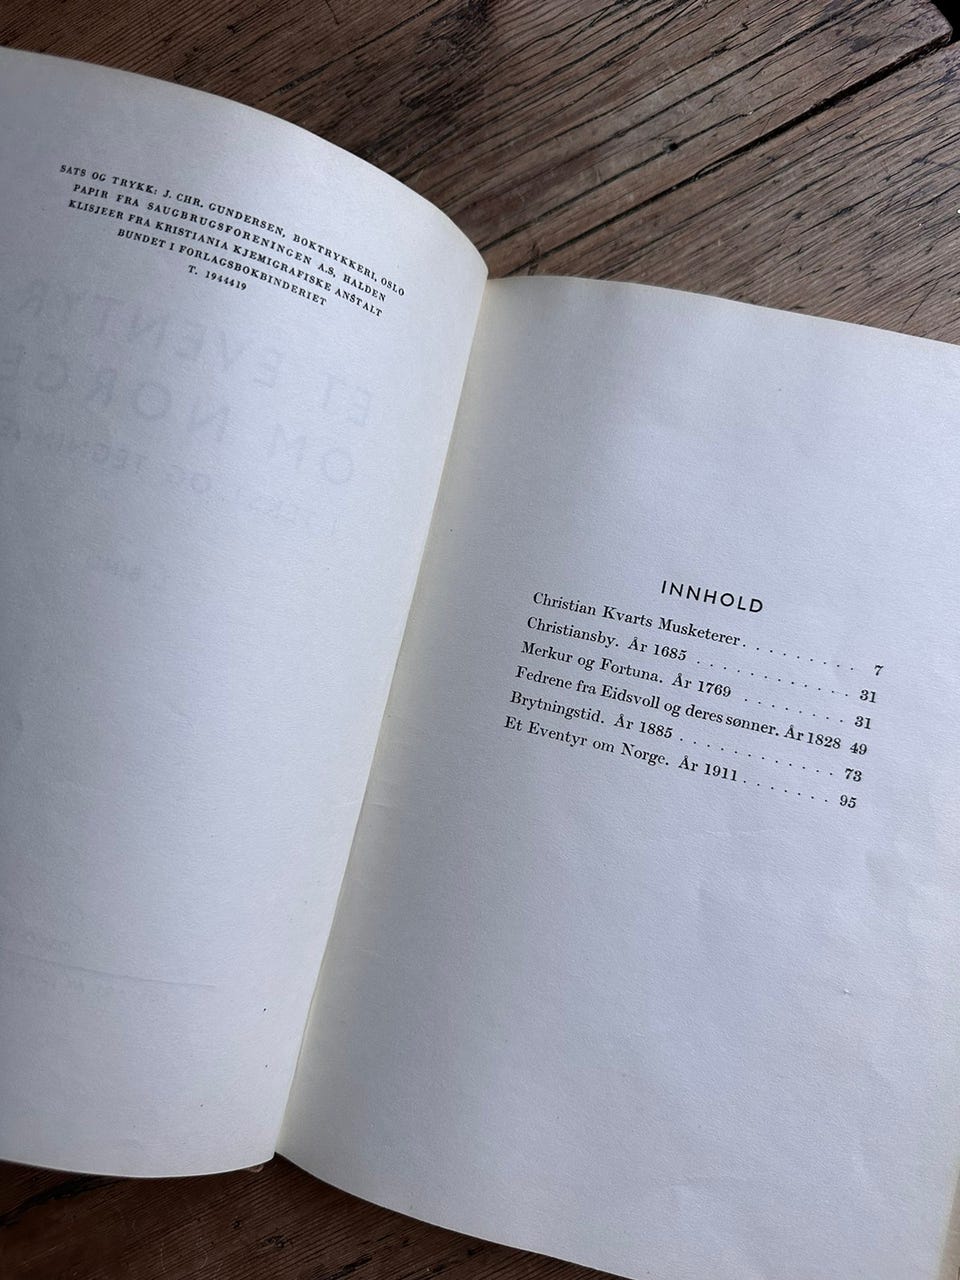 SATS OG TRYKK: J. CHR. GUNDERSEN, BOKTRYKKERI, OSLO
PAPIR FRA SAUGBRUGSFORENINGEN A.S, HALDEN
KLISJEER FRA KRISTIANIA KJEMIGRAFISKE ANSTALT
BUNDET I FORLAGSBOKBINDERIET
T. 1944419
INNHOLD
Christian Kvarts Musketerer . . . . . . . . . 7
Christiansby. År 1685 . . . . . . . . . . . . 31
Merkur og Fortuna. År 1769 . . . . . . . . 31
Fedrene fra Eidsvoll og deres sønner. År 1828 49
Brytningstid. År 1885 . . . . . . . . . . . . 73
Et Eventyr om Norge. År 1911 . . . . . . . 95